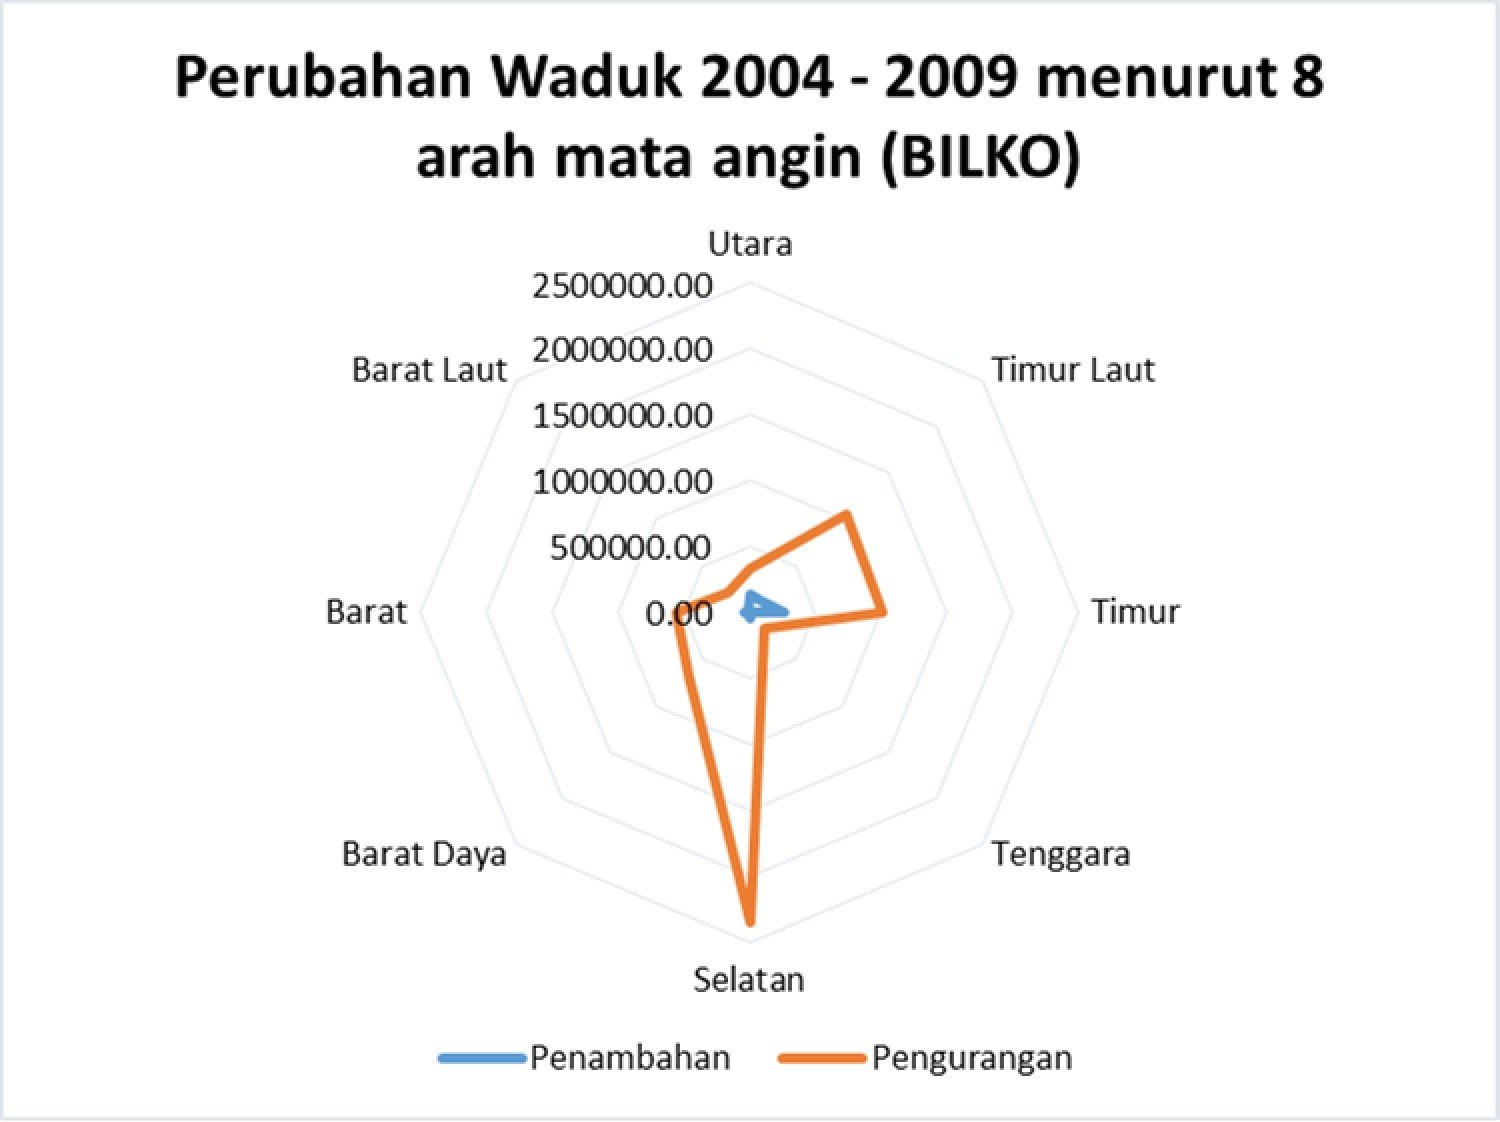 Perubahan Waduk 2004 - 2009 menurut 8
arah mata angin (BILKO)
Utara
2500000.00
2000000.00
Barat Laut
Timur Laut
1500000.00
1000000.00
500000.00
0.00
Barat
Timur
Barat Daya
Tenggara
Selatan
Penambahan
Pengurangan